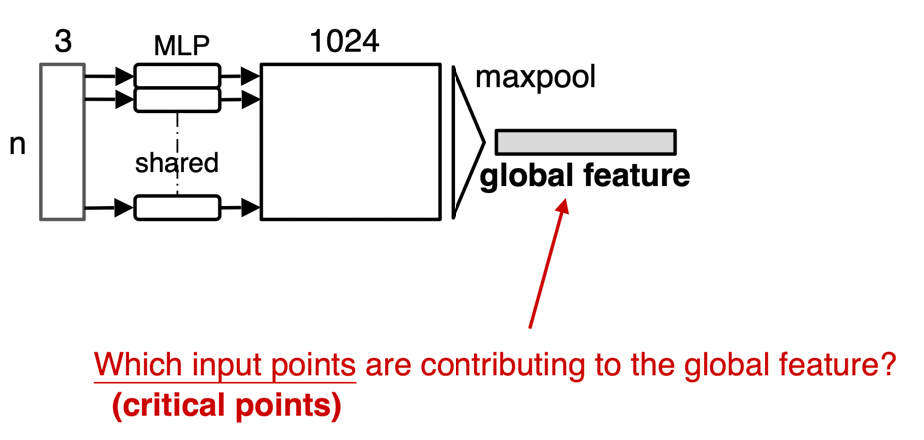 3
MLP
1024
maxpool
n
shared
global feature
Which input points are contributing to the global feature?
(critical points)